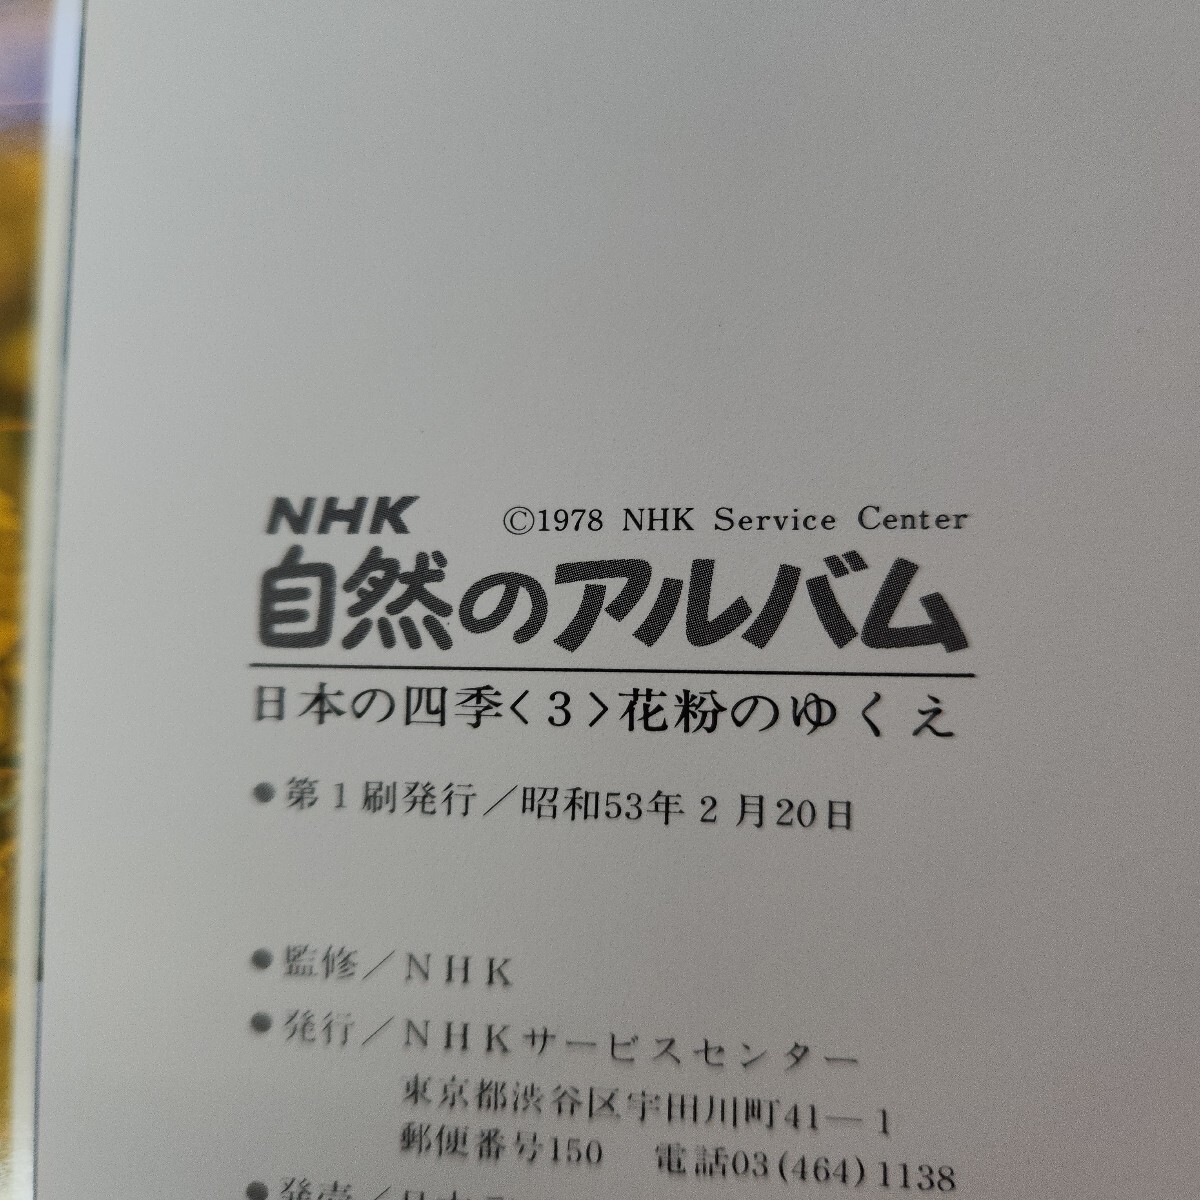 NHK ©1978 NHK Service Center
自然のアルバム
日本の四季〈3〉花粉のゆくえ
●第1刷発行／昭和53年2月20日
●監修／NHK
●発行／NHKサービスセンター
東京都渋谷区宇田川町41―1
郵便番号150 電話03(464)1138
●発売／日本